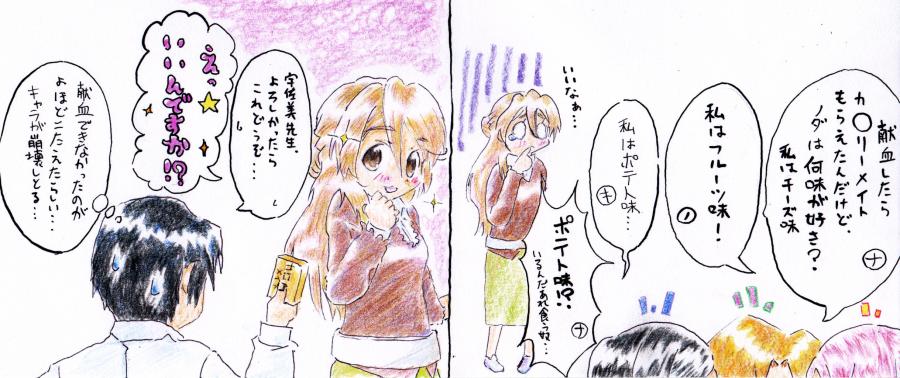 献血したら
カ〇リーメイト
もらえたんだけど、
ノダは何味が好き？
私はチーズ味
ナ
私はフルーツ味！
ノ
私はポテト味…
キ
ポテト味!?
いるんだあれ食う奴…
ナ
いいなぁ…
宇佐美先生、
よろしかったら
これどうぞ…
えっ
いいんですか!?
献血できなかったのが
よほどこたえたらしい…
キャラが崩壊しとる…